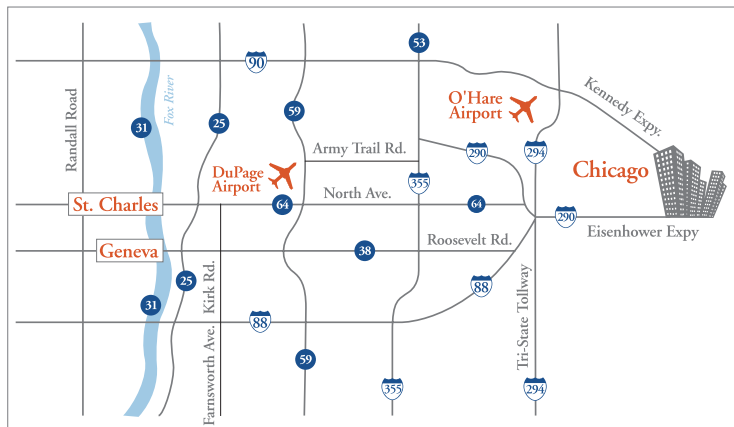 53
90
Kennedy Expy.
O'Hare
Airport
Randall Road
Fox River
31
25
59
Army Trail Rd.
290
294
DuPage
Airport
355
Chicago
St. Charles
64
North Ave.
64
290
Eisenhower Expy
Geneva
38
Roosevelt Rd.
25
Kirk Rd.
88
Tri-State Tollway
31
88
Farnsworth Ave.
59
355
294